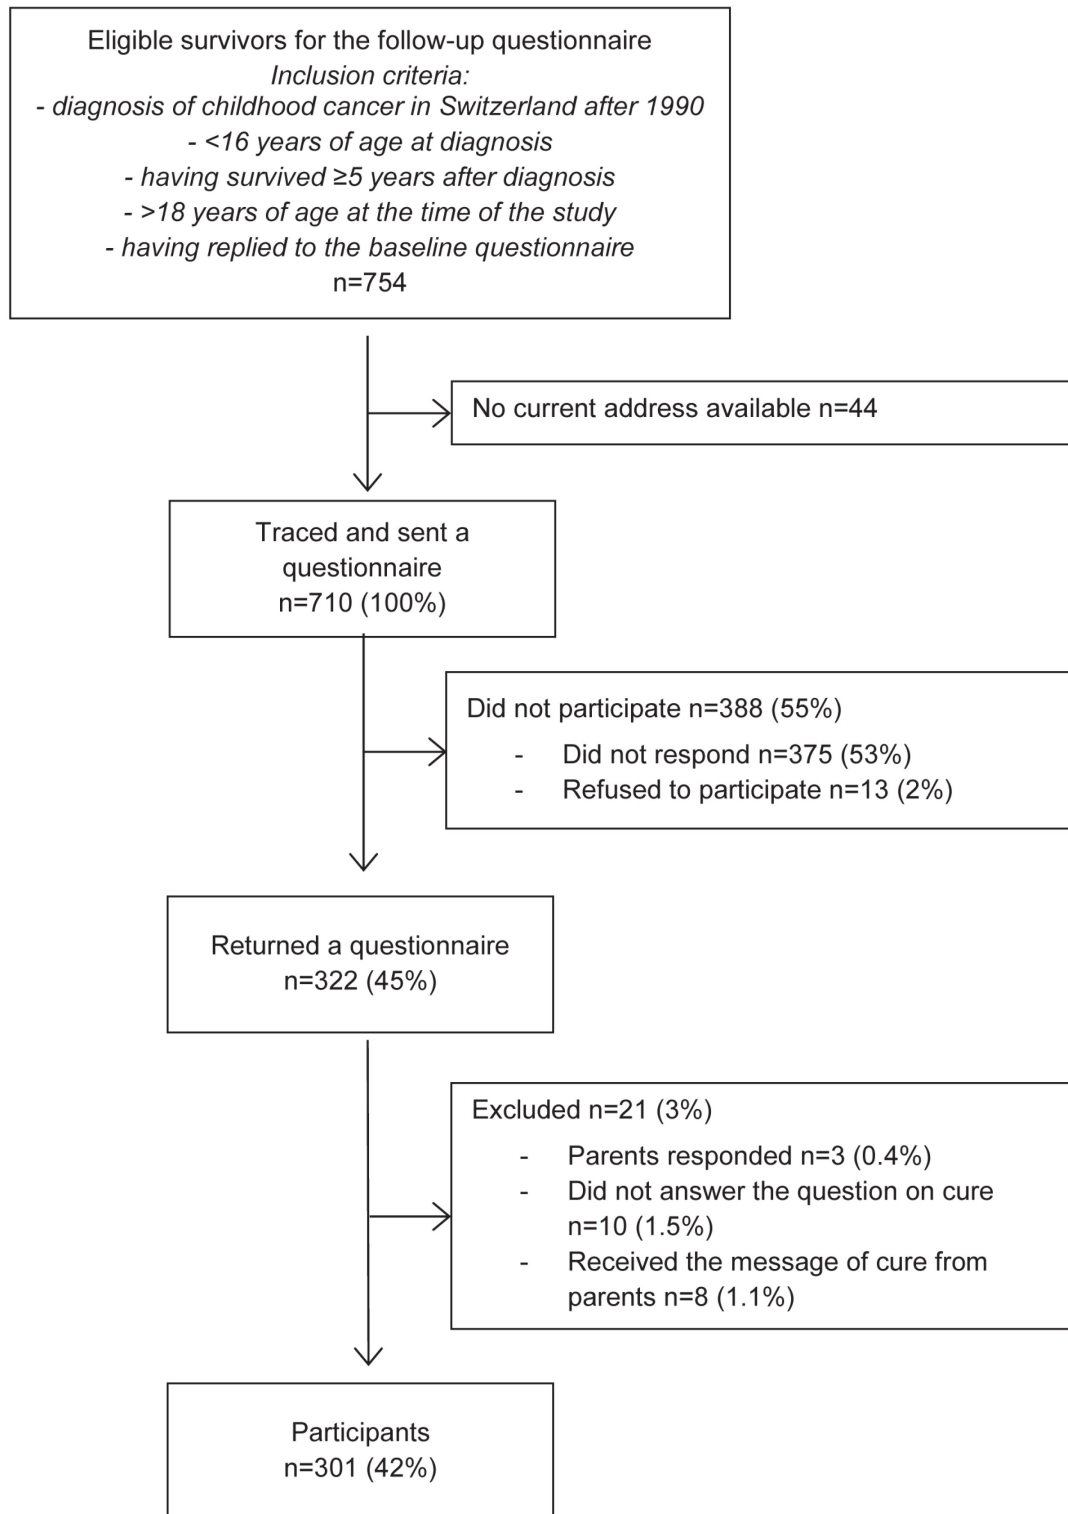 Eligible survivors for the follow-up questionnaire
Inclusion criteria:
- diagnosis of childhood cancer in Switzerland after 1990
- <16 years of age at diagnosis
- having survived ≥5 years after diagnosis
- >18 years of age at the time of the study
- having replied to the baseline questionnaire
n=754
No current address available n=44
Traced and sent a
questionnaire
n=710 (100%)
Did not participate n=388 (55%)
- Did not respond n=375 (53%)
- Refused to participate n=13 (2%)
Returned a questionnaire
n=322 (45%)
Excluded n=21 (3%)
- Parents responded n=3 (0.4%)
- Did not answer the question on cure
n=10 (1.5%)
- Received the message of cure from
parents n=8 (1.1%)
Participants
n=301 (42%)